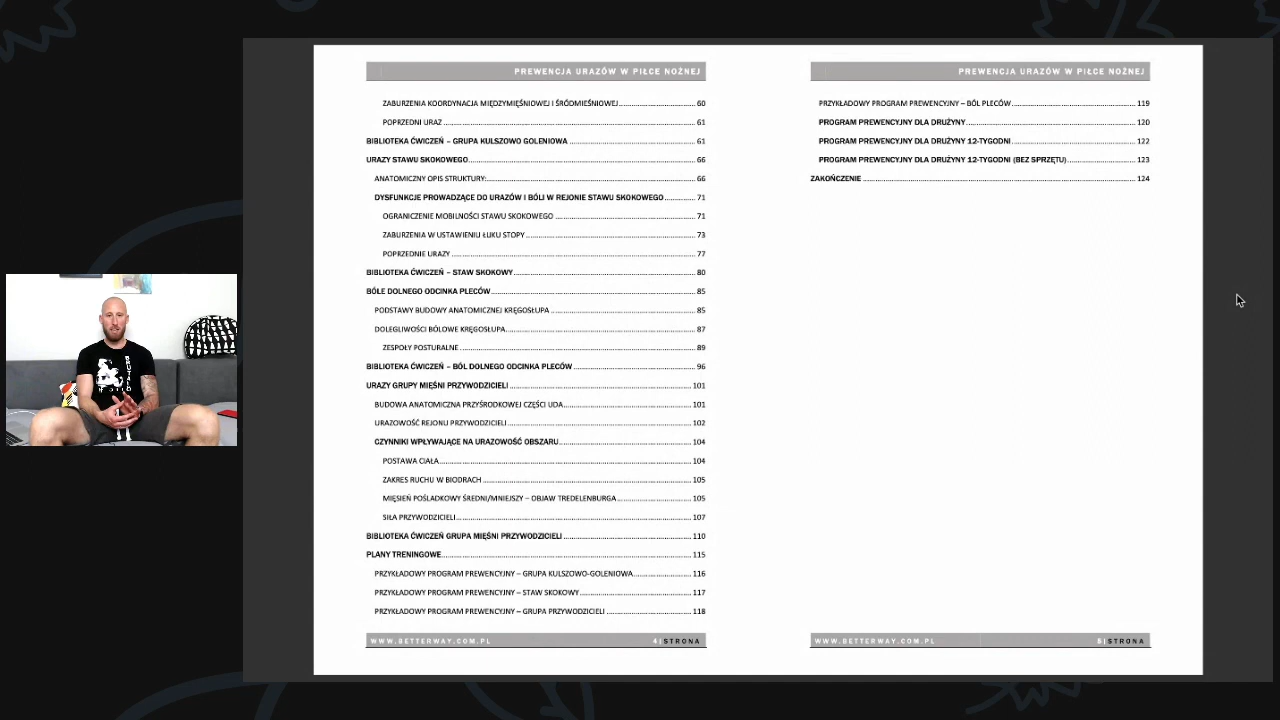 PREWENCJA URAZÓW W PIŁCE NOŻNEJ
ZABURZENIA KOORDYNACJA MIĘDZYMIĘŚNIOWEJ I ŚRÓDMIEŚNIOWEJ 60
POPRZEDNI URAZ 61
BIBLIOTEKA ĆWICZEŃ – GRUPA KULSZOWO GOLENIOWA 61
URAZY STAWU SKOKOWEGO 66
ANATOMICZNY OPIS STRUKTURY: 66
DYSFUNKCJE PROWADZĄCE DO URAZÓW I BÓLI W REJONIE STAWU SKOKOWEGO 71
OGRANICZENIE MOBILNOŚCI STAWU SKOKOWEGO 71
ZABURZENIA W USTAWIENIU ŁUKU STOPY 73
POPRZEDNIE URAZY 77
BIBLIOTEKA ĆWICZEŃ – STAW SKOKOWY 80
BÓLE DOLNEGO ODCINKA PLECÓW 85
PODSTAWY BUDOWY ANATOMICZNEJ KRĘGOSŁUPA 85
DOLEGLIWOŚCI BÓLOWE KRĘGOSŁUPA 87
ZESPOŁY POSTURALNE 89
BIBLIOTEKA ĆWICZEŃ – BÓL DOLNEGO ODCINKA PLECÓW 96
URAZY GRUPY MIĘŚNI PRZYWODZICIELI 101
BUDOWA ANATOMICZNA PRZYŚRODKOWEJ CZĘŚCI UDA 101
URAZOWOŚĆ REJONU PRZYWODZICIELI 102
CZYNNIKI WPŁYWAJĄCE NA URAZOWOŚĆ OBSZARU 104
POSTAWA CIAŁA 104
ZAKRES RUCHU W BIODRACH 105
MIĘSIEŃ POŚLADKOWY ŚREDNI/MNIEJSZY – OBJAW TREDELENBURGA 105
SIŁA PRZYWODZICIELI 107
BIBLIOTEKA ĆWICZEŃ GRUPA MIĘŚNI PRZYWODZICIELI 110
PLANY TRENINGOWE 115
PRZYKŁADOWY PROGRAM PREWENCYJNY – GRUPA KULSZOWO-GOLENIOWA 116
PRZYKŁADOWY PROGRAM PREWENCYJNY – STAW SKOKOWY 117
PRZYKŁADOWY PROGRAM PREWENCYJNY – GRUPA PRZYWODZICIELI 118
WWW.BETTERWAY.COM.PL 4|STRONA
PREWENCJA URAZÓW W PIŁCE NOŻNEJ
PRZYKŁADOWY PROGRAM PREWENCYJNY – BÓL PLECÓW 119
PROGRAM PREWENCYJNY DLA DRUŻYNY 120
PROGRAM PREWENCYJNY DLA DRUŻYNY 12-TYGODNI 122
PROGRAM PREWENCYJNY DLA DRUŻYNY 12-TYGODNI (BEZ SPRZĘTU) 123
ZAKOŃCZENIE 124
WWW.BETTERWAY.COM.PL 5|STRONA